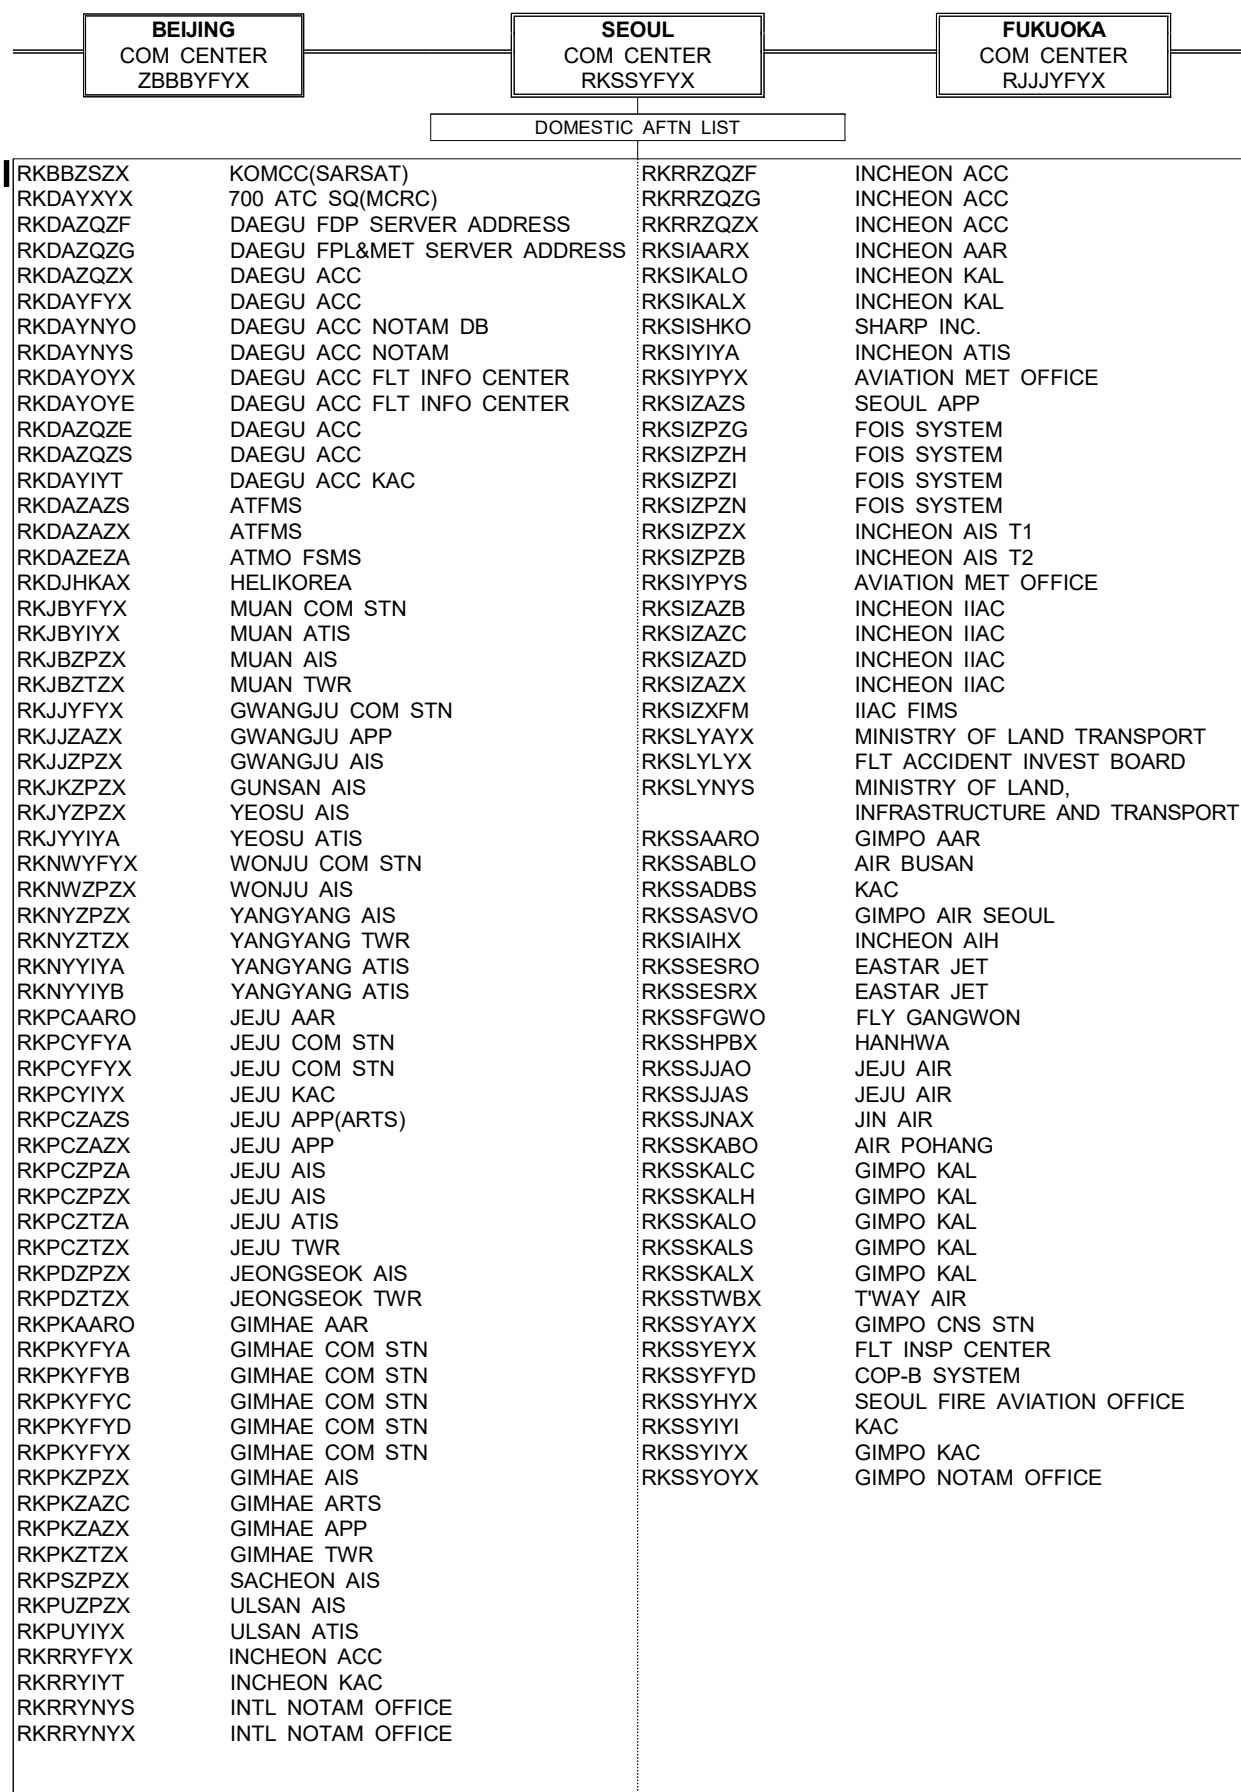 BEIJING
COM CENTER
ZBBBYFYX
SEOUL
COM CENTER
RKSSYFYX
FUKUOKA
COM CENTER
RJJJYFYX
DOMESTIC AFTN LIST
RKBBZSZX KOMCC(SARSAT)
RKDAYXYX 700 ATC SQ(MCRC)
RKDAZQZF DAEGU FDP SERVER ADDRESS
RKDAZQZG DAEGU FPL&MET SERVER ADDRESS
RKDAZQZX DAEGU ACC
RKDAYFYX DAEGU ACC
RKDAYNYO DAEGU ACC NOTAM DB
RKDAYNYS DAEGU ACC NOTAM
RKDAYOYX DAEGU ACC FLT INFO CENTER
RKDAYOYE DAEGU ACC FLT INFO CENTER
RKDAZQZE DAEGU ACC
RKDAZQZS DAEGU ACC
RKDAYIYT DAEGU ACC KAC
RKDAZAZS ATFMS
RKDAZAZX ATFMS
RKDAZEZA ATMO FSMS
RKDJHKAX HELIKOREA
RKJBYFYX MUAN COM STN
RKJBYIYX MUAN ATIS
RKJBZPZX MUAN AIS
RKJBZTZX MUAN TWR
RKJJYFYX GWANGJU COM STN
RKJJZAZX GWANGJU APP
RKJJZPZX GWANGJU AIS
RKJKZPZX GUNSAN AIS
RKJYZPZX YEOSU AIS
RKJYYIYA YEOSU ATIS
RKNWYFYX WONJU COM STN
RKNWZPZX WONJU AIS
RKNYZPZX YANGYANG AIS
RKNYZTZX YANGYANG TWR
RKNYYIYA YANGYANG ATIS
RKNYYIYB YANGYANG ATIS
RKPCAARO JEJU AAR
RKPCYFYA JEJU COM STN
RKPCYFYX JEJU COM STN
RKPCYIYX JEJU KAC
RKPCZAZS JEJU APP(ARTS)
RKPCZAZX JEJU APP
RKPCZPZA JEJU AIS
RKPCZPZX JEJU AIS
RKPCZTZA JEJU ATIS
RKPCZTZX JEJU TWR
RKPDZPZX JEONGSEOK AIS
RKPDZTZX JEONGSEOK TWR
RKPKAARO GIMHAE AAR
RKPKYFYA GIMHAE COM STN
RKPKYFYB GIMHAE COM STN
RKPKYFYC GIMHAE COM STN
RKPKYFYD GIMHAE COM STN
RKPKYFYX GIMHAE COM STN
RKPKZPZX GIMHAE AIS
RKPKZAZC GIMHAE ARTS
RKPKZAZX GIMHAE APP
RKPKZTZX GIMHAE TWR
RKPSZPZX SACHEON AIS
RKPUZPZX ULSAN AIS
RKPUYIYX ULSAN ATIS
RKRRYFYX INCHEON ACC
RKRRYIYT INCHEON KAC
RKRRYNYS INTL NOTAM OFFICE
RKRRYNYX INTL NOTAM OFFICE
RKRRZQZF INCHEON ACC
RKRRZQZG INCHEON ACC
RKRRZQZX INCHEON ACC
RKSIAARX INCHEON AAR
RKSIKALO INCHEON KAL
RKSIKALX INCHEON KAL
RKSISHKO SHARP INC.
RKSIYIYA INCHEON ATIS
RKSIYPYX AVIATION MET OFFICE
RKSIZAZS SEOUL APP
RKSIZPZG FOIS SYSTEM
RKSIZPZH FOIS SYSTEM
RKSIZPZI FOIS SYSTEM
RKSIZPZN FOIS SYSTEM
RKSIZPZX INCHEON AIS T1
RKSIZPZB INCHEON AIS T2
RKSIYPYS AVIATION MET OFFICE
RKSIZAZB INCHEON IIAC
RKSIZAZC INCHEON IIAC
RKSIZAZD INCHEON IIAC
RKSIZAZX INCHEON IIAC
RKSIZXFM IIAC FIMS
RKSLYAYX MINISTRY OF LAND TRANSPORT
RKSLYLYX FLT ACCIDENT INVEST BOARD
RKSLYNYS MINISTRY OF LAND,
INFRASTRUCTURE AND TRANSPORT
RKSSAARO GIMPO AAR
RKSSABLO AIR BUSAN
RKSSADBS KAC
RKSSASVO GIMPO AIR SEOUL
RKSIAIHX INCHEON AIH
RKSSESRO EASTAR JET
RKSSESRX EASTAR JET
RKSSFGWO FLY GANGWON
RKSSHPBX HANHWA
RKSSJJAO JEJU AIR
RKSSJJAS JEJU AIR
RKSSJNAX JIN AIR
RKSSKABO AIR POHANG
RKSSKALC GIMPO KAL
RKSSKALH GIMPO KAL
RKSSKALO GIMPO KAL
RKSSKALS GIMPO KAL
RKSSKALX GIMPO KAL
RKSSTWBX T'WAY AIR
RKSSYAYX GIMPO CNS STN
RKSSYEYX FLT INSP CENTER
RKSSYFYD COP-B SYSTEM
RKSSYHYX SEOUL FIRE AVIATION OFFICE
RKSSYIYI KAC
RKSSYIYX GIMPO KAC
RKSSYOYX GIMPO NOTAM OFFICE